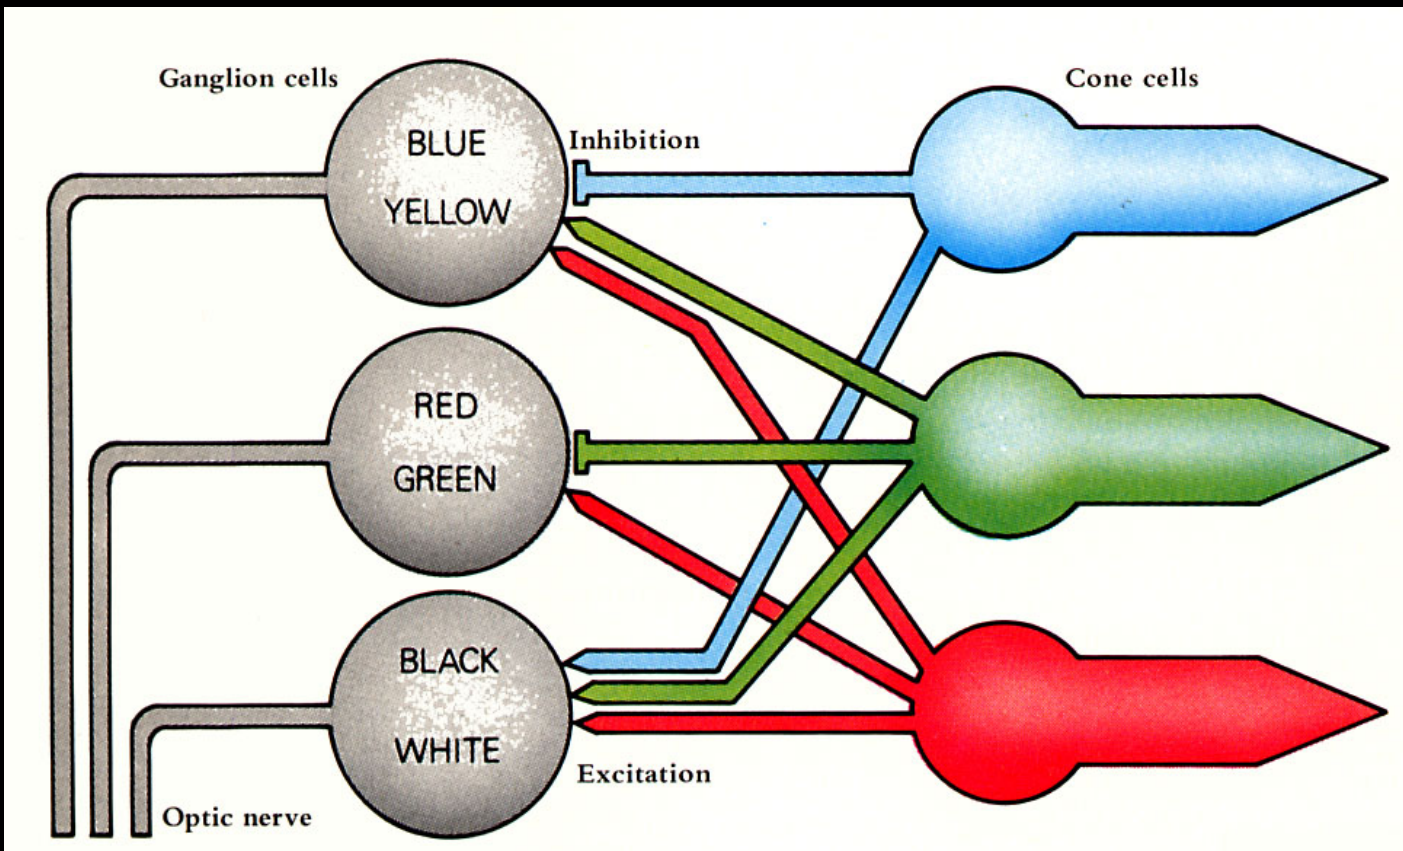 Ganglion cells
Cone cells
BLUE
YELLOW
Inhibition
RED
GREEN
BLACK
WHITE
Excitation
Optic nerve